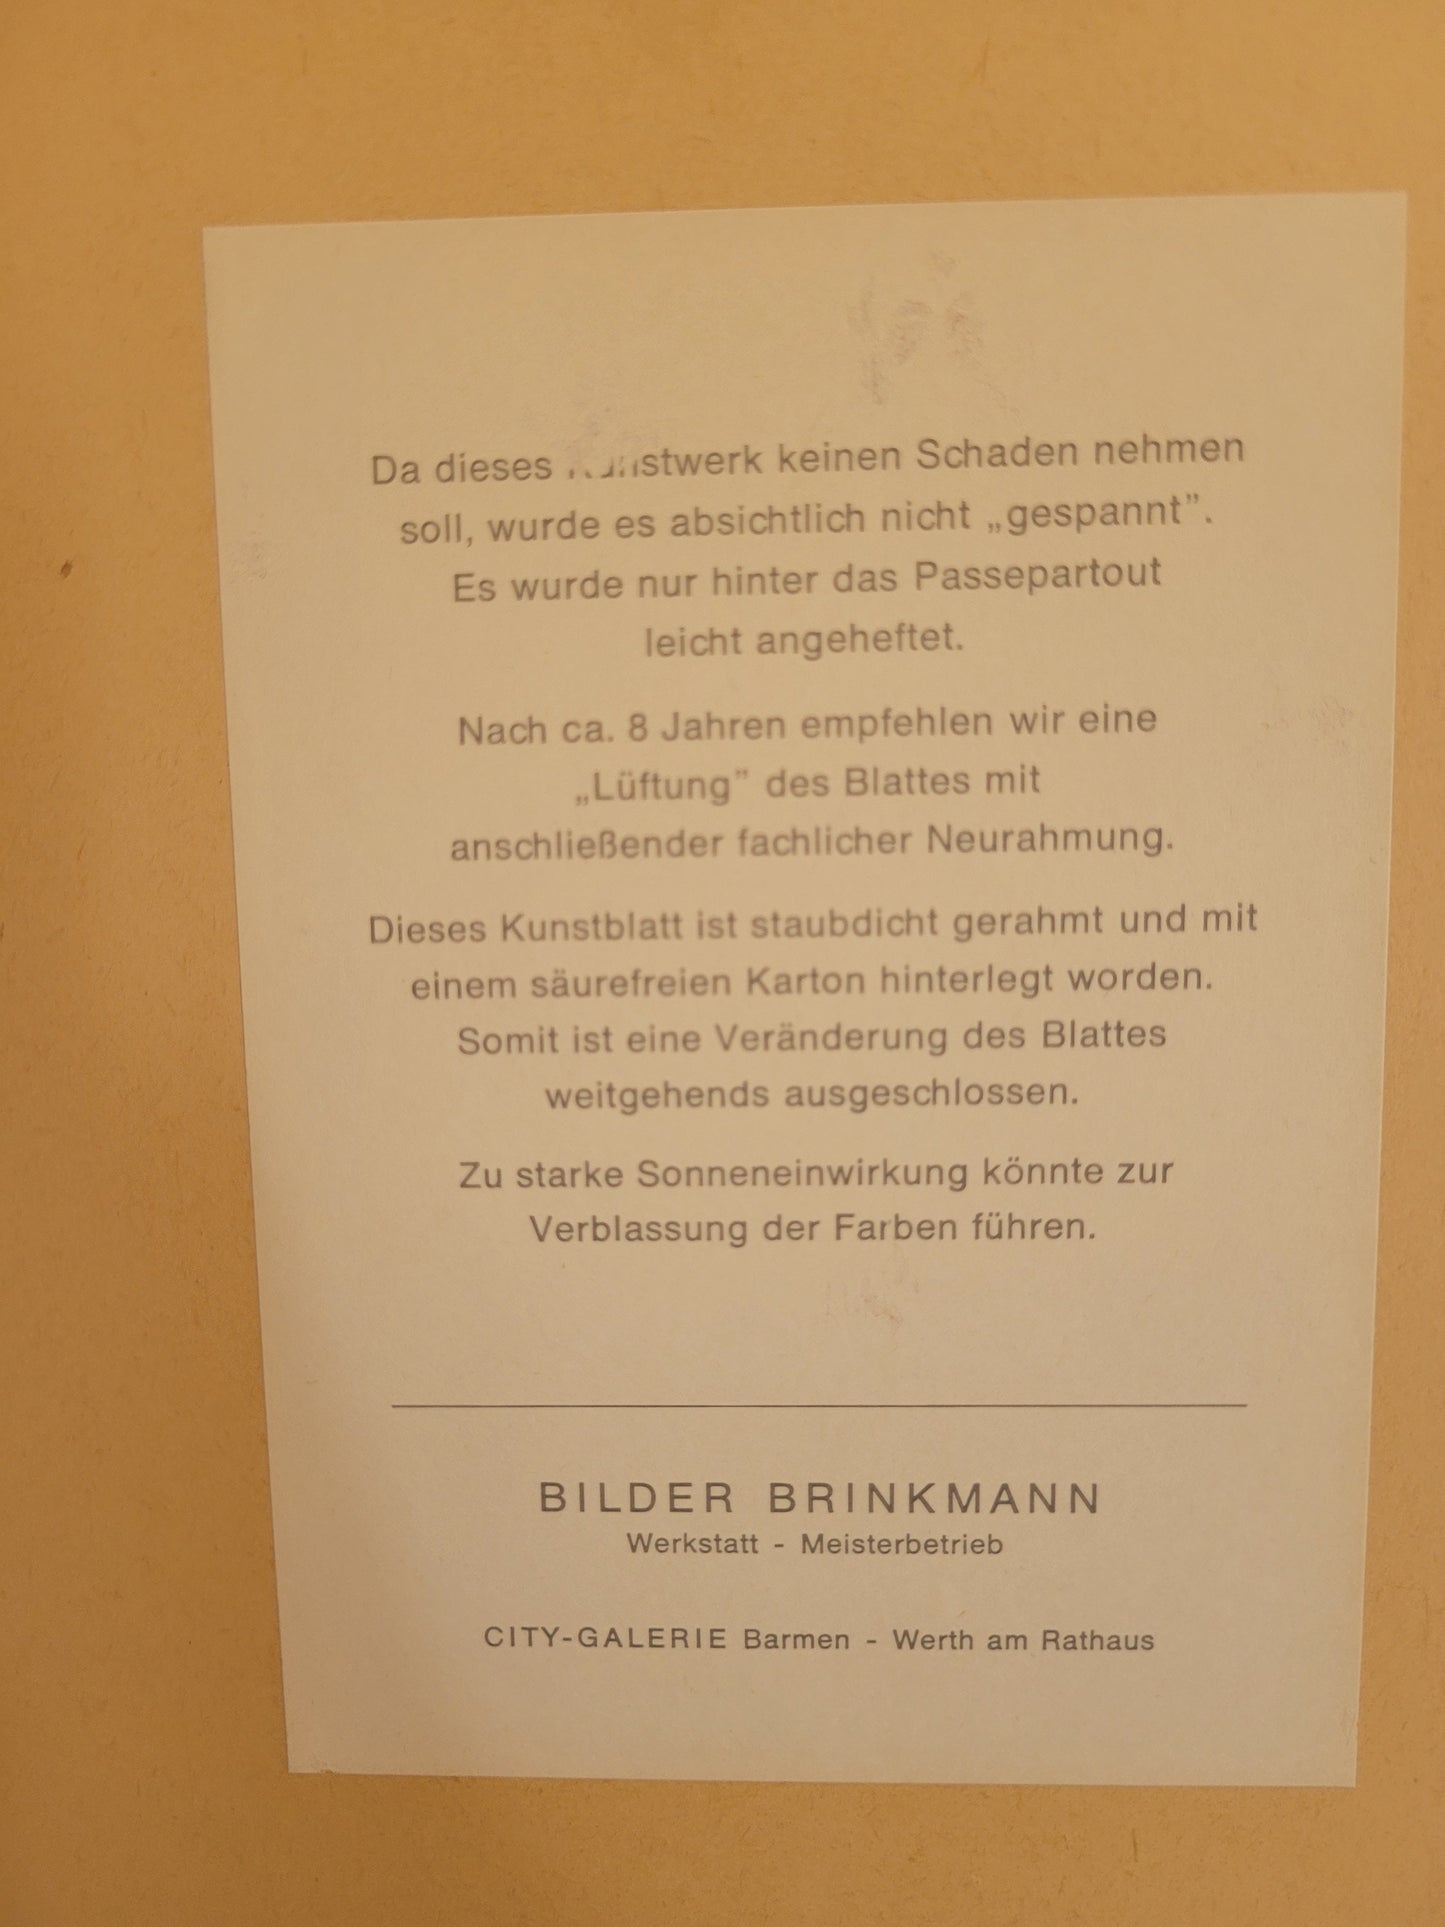 Da dieses Kunstwerk keinen Schaden nehmen
soll, wurde es absichtlich nicht „gespannt”.
Es wurde nur hinter das Passepartout
leicht angeheftet.
Nach ca. 8 Jahren empfehlen wir eine
„Lüftung” des Blattes mit
anschließender fachlicher Neurahmung.
Dieses Kunstblatt ist staubdicht gerahmt und mit
einem säurefreien Karton hinterlegt worden.
Somit ist eine Veränderung des Blattes
weitgehends ausgeschlossen.
Zu starke Sonneneinwirkung könnte zur
Verblassung der Farben führen.
BILDER BRINKMANN
Werkstatt - Meisterbetrieb
CITY-GALERIE Barmen - Werth am Rathaus